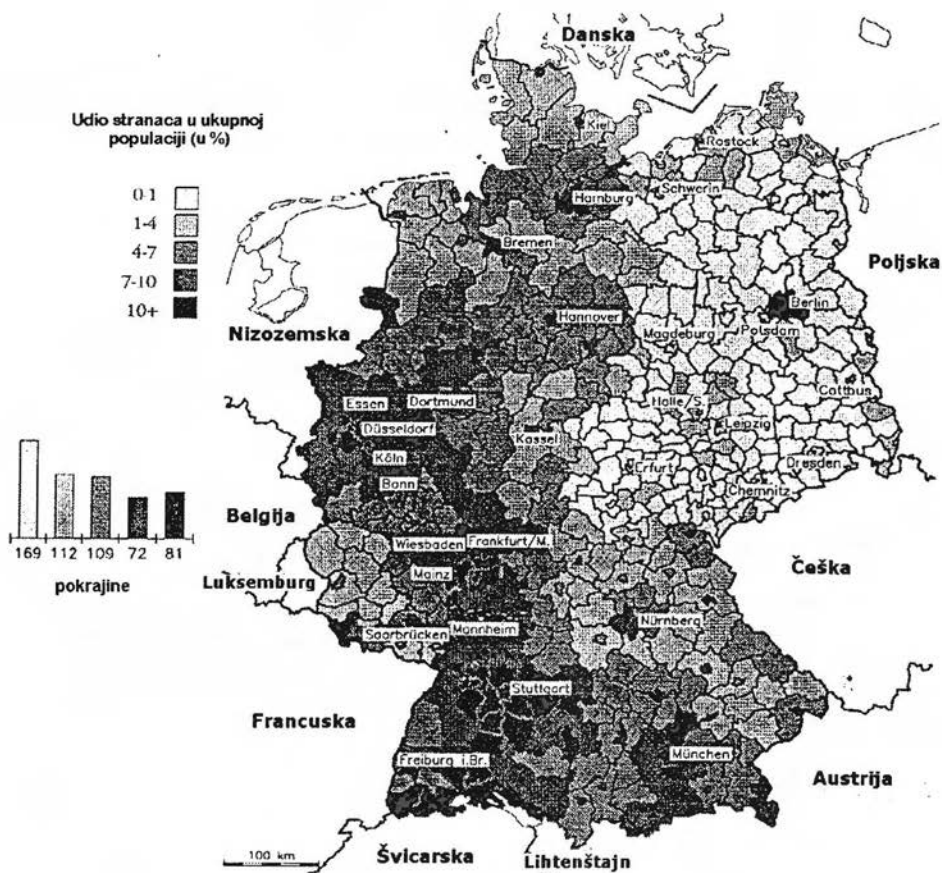 Danska
Udio stranaca u ukupnoj
populaciji (u %)
0-1
1-4
4-7
7-10
10+
Kiel
Rostock
Schwerin
Hamburg
Bremen
Poljska
Berlin
Nizozemska
Hannover
Potsdam
Magdeburg
Essen
Dortmund
Halle/S.
Cottbus
Düsseldorf
Leipzig
Kassel
Köln
Erfurt
Dresden
Bonn
Chemnitz
169 112 109 72 81
pokrajine
Belgija
Wiesbaden
Frankfurt/M.
Češka
Luksemburg
Mainz
Nürnberg
Saarbrücken
Mannheim
Stuttgart
Francuska
Freiburg i.Br.
München
Austrija
100 km
Švicarska
Lihtenštajn